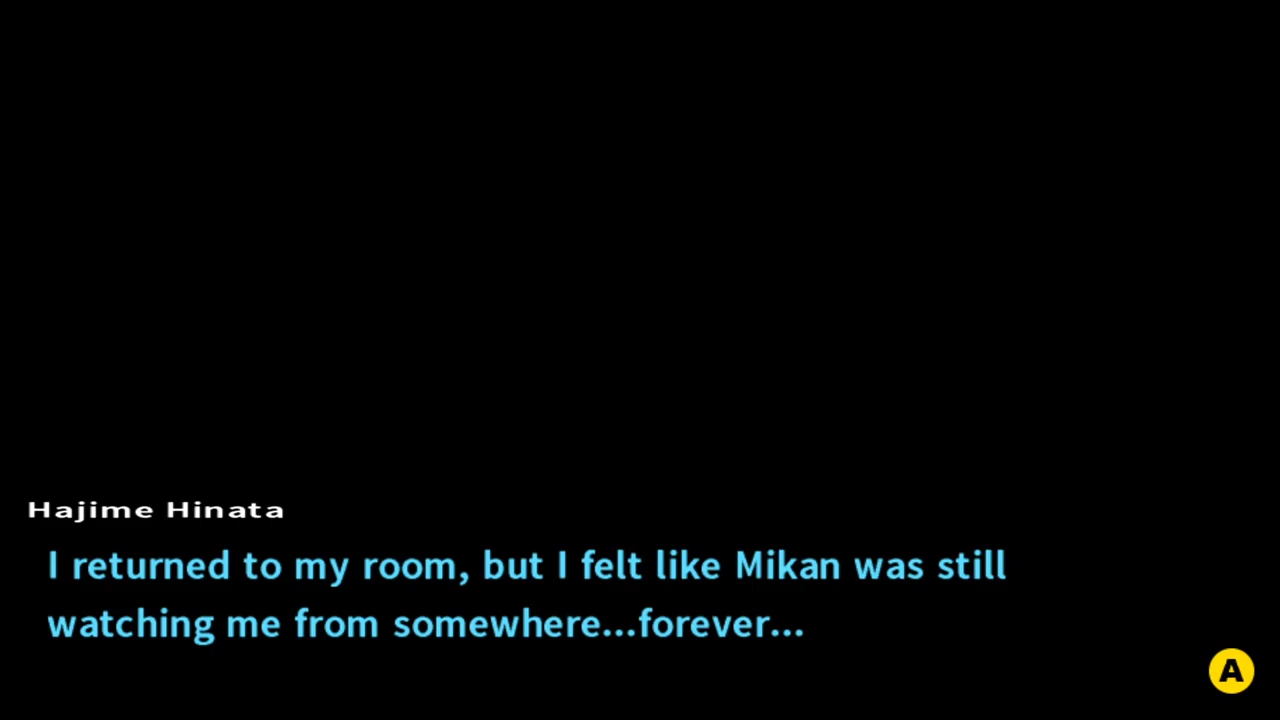 Hajime Hinata
I returned to my room, but I felt like Mikan was still
watching me from somewhere...forever...
A